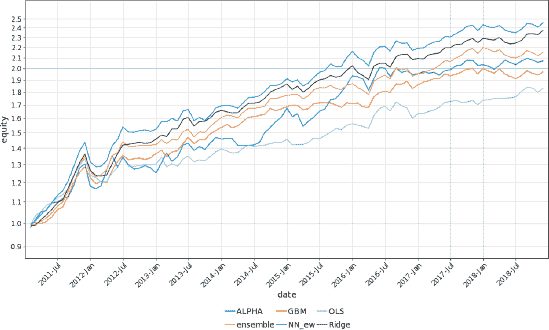 2.5
2.4
2.3
2.2
2.1
2.0
1.9
1.8
1.7
1.6
1.5
1.4
1.3
1.2
1.1
1.0
0.9
equity
2011-Jul
2012-Jan
2012-Jul
2013-Jan
2013-Jul
2014-Jan
2014-Jul
2015-Jan
2015-Jul
2016-Jan
2016-Jul
2017-Jan
2017-Jul
2018-Jan
2018-Jul
date
ALPHA GBM OLS
ensemble NN_ew Ridge